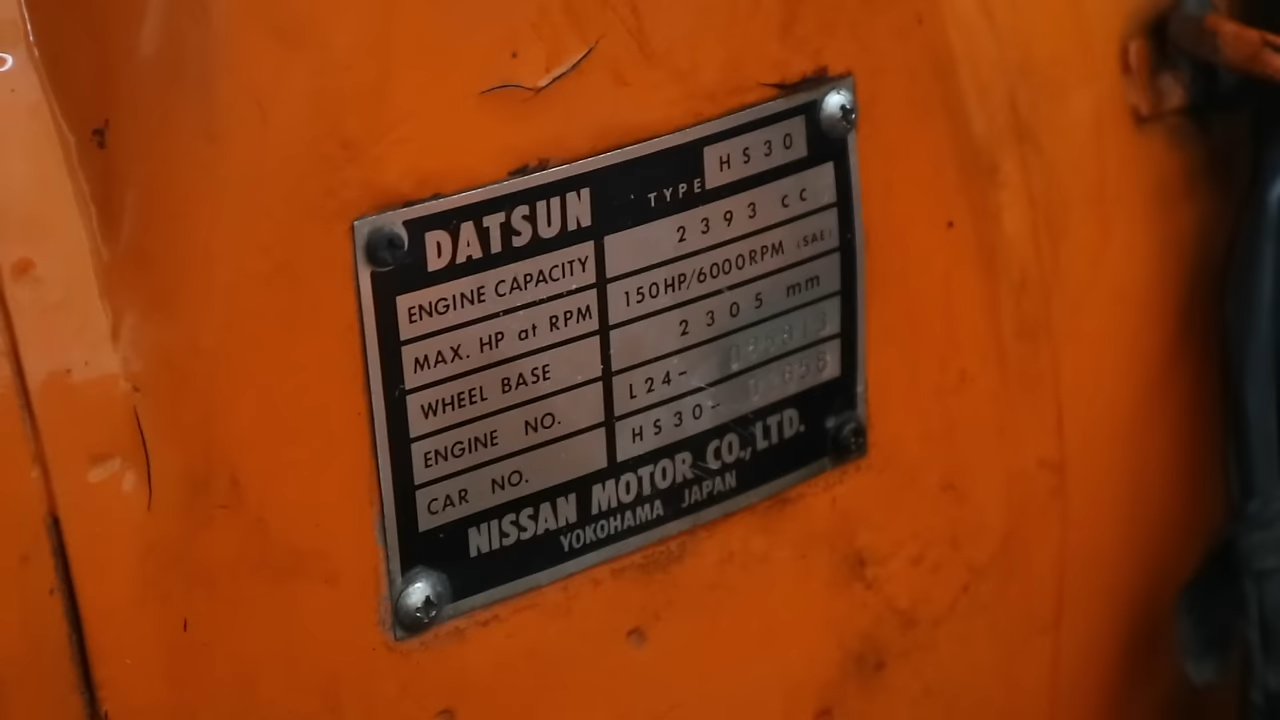 DATSUN TYPE HS30
ENGINE CAPACITY 2393 cc
MAX. HP at RPM 150HP/6000RPM (SAE)
WHEEL BASE 2305 mm
ENGINE NO. L24-
CAR NO. HS30-
NISSAN MOTOR CO., LTD.
YOKOHAMA JAPAN